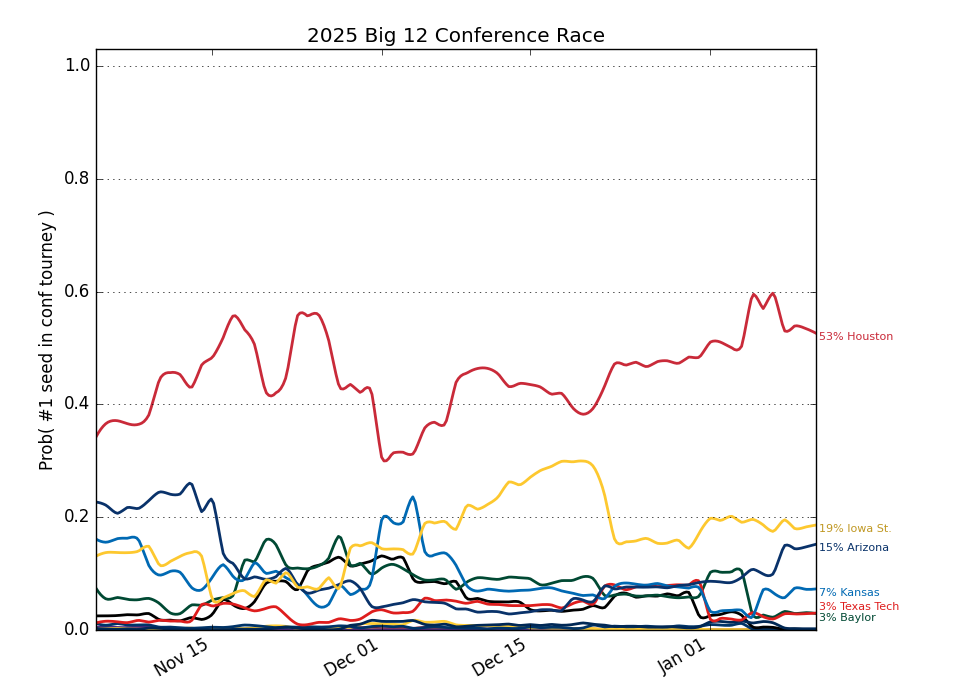 2025 Big 12 Conference Race
Prob( #1 seed in conf tourney )
1.0
0.8
0.6
0.4
0.2
0.0
53% Houston
19% Iowa St.
15% Arizona
7% Kansas
3% Texas Tech
3% Baylor
Nov 15
Dec 01
Dec 15
Jan 01